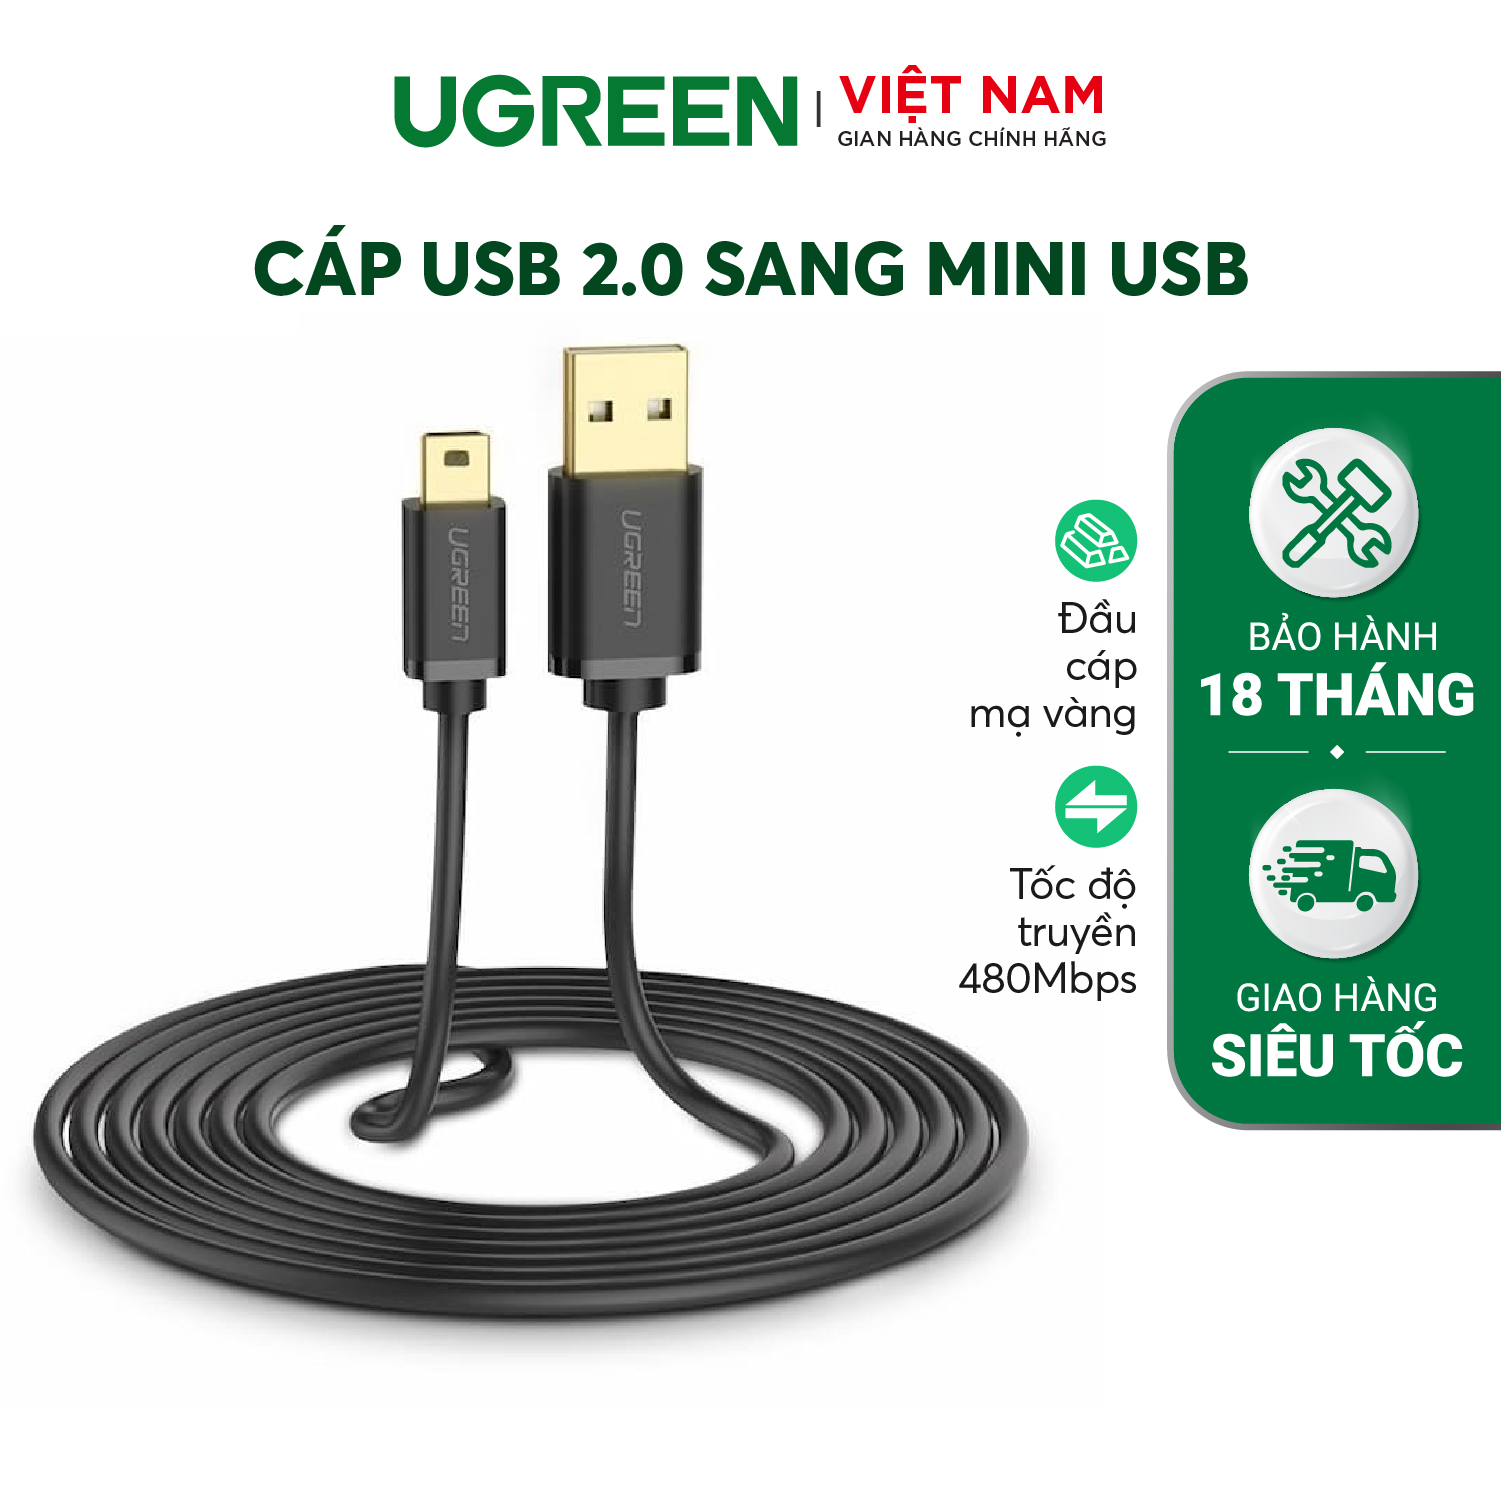 UGREEN
VIỆT NAM
GIAN HÀNG CHÍNH HÃNG
CÁP USB 2.0 SANG MINI USB
UGREEN
UGREEN
Đầu
cáp
mạ vàng
Tốc độ
truyền
480Mbps
BẢO HÀNH
18 THÁNG
GIAO HÀNG
SIÊU TỐC